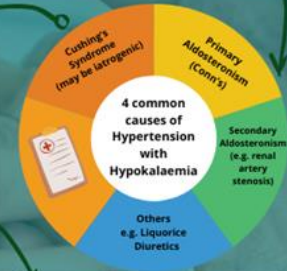 4 common
causes of
Hypertension
with
Hypokalaemia
Cushing's
Syndrome
(may be iatrogenic)
Primary
Aldosteronism
(Conn's)
Secondary
Aldosteronism
(e.g. renal
artery
stenosis)
Others
e.g. Liquorice
Diuretics